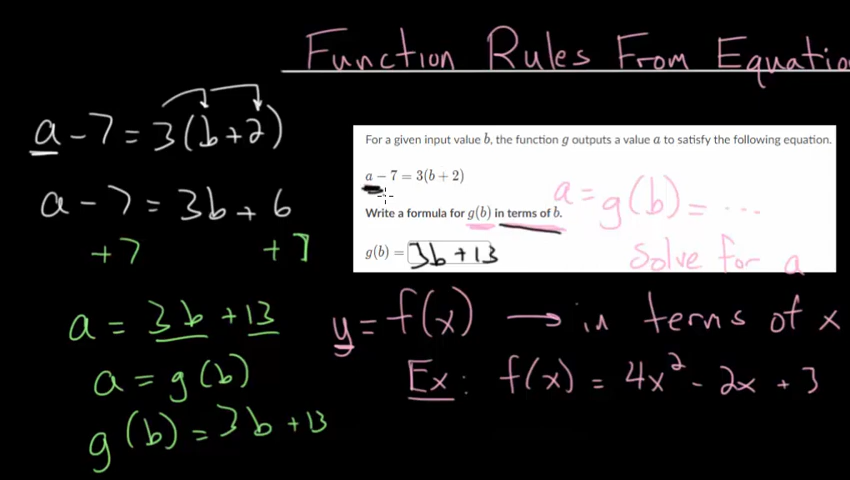 Function Rules From Equatio
a - 7 = 3(b + 2)
a - 7 = 3b + 6
+7 +7
a = 3b + 13
a = g(b)
g(b) = 3b + 13
For a given input value b, the function g outputs a value a to satisfy the following equation.
a − 7 = 3(b + 2)
Write a formula for g(b) in terms of b.
g(b) = 3b + 13
a = g(b) = ...
Solve for a
y = f(x) → in terms of x
Ex: f(x) = 4x² - 2x + 3